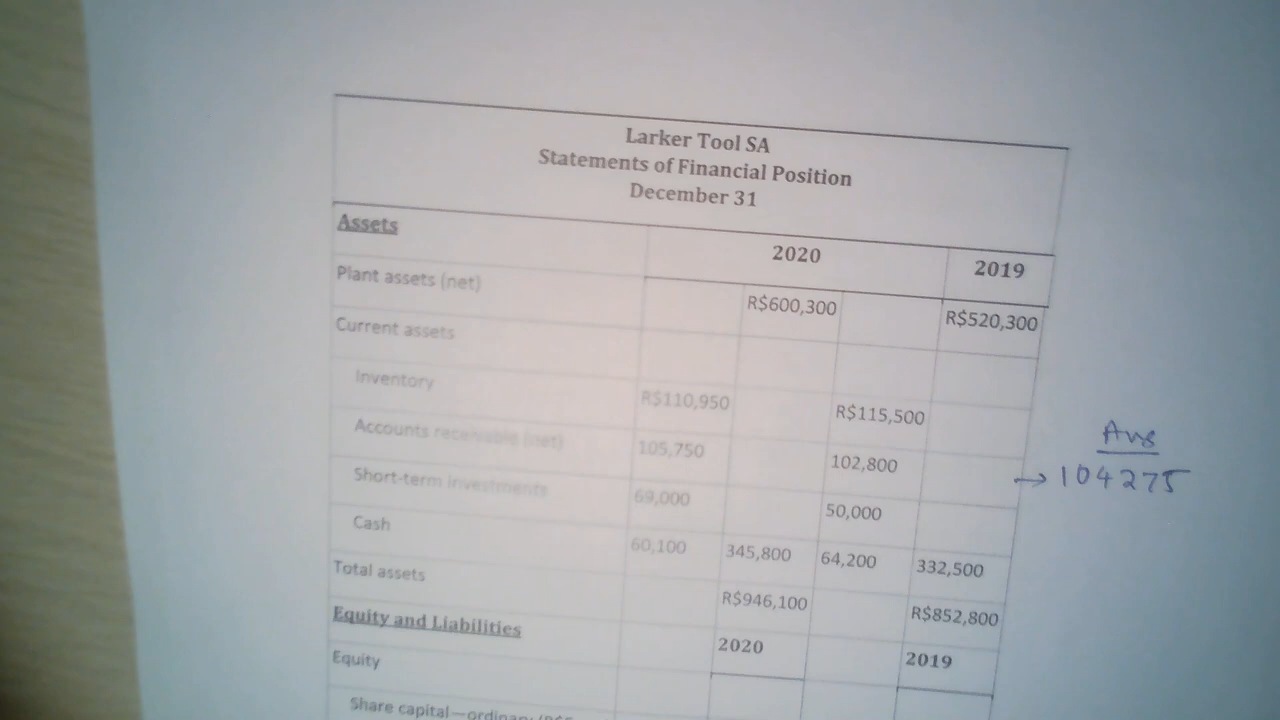 Larker Tool SA
Statements of Financial Position
December 31
Assets 2020 2019
Plant assets (net) R$600,300 R$520,300
Current assets
Inventory R$110,950 R$115,500
Accounts receivable (net) 105,750 102,800
Short-term investments 69,000 50,000
Cash 60,100 345,800 64,200 332,500
Total assets R$946,100 R$852,800
Equity and Liabilities 2020 2019
Equity
Share capital—ordinary
Ans
→ 104275